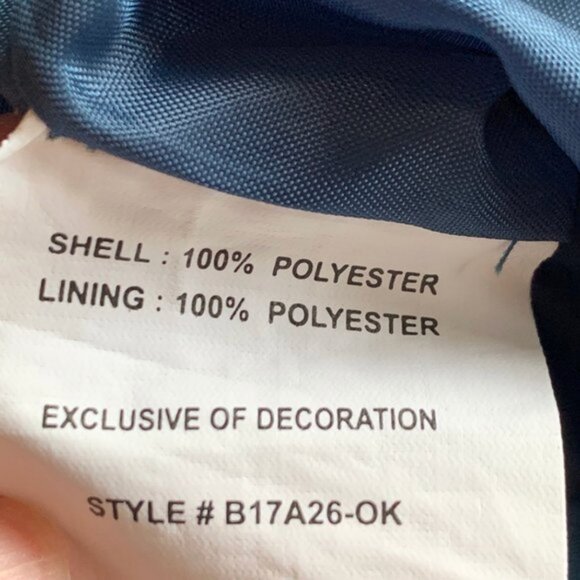 SHELL : 100% POLYESTER
LINING : 100% POLYESTER
EXCLUSIVE OF DECORATION
STYLE # B17A26-OK